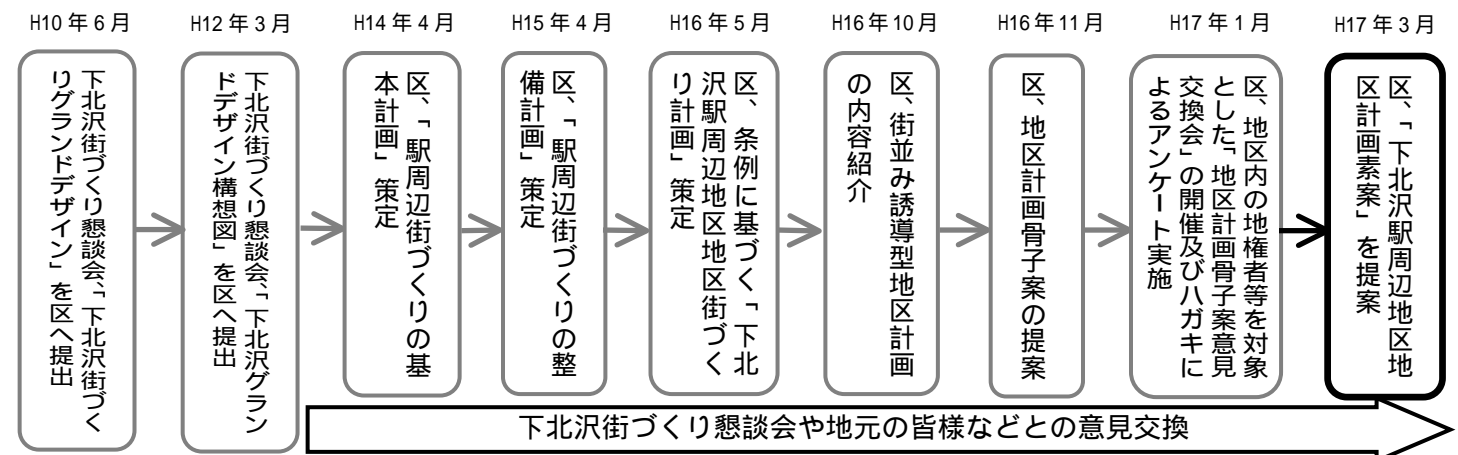 H10年6月
下北沢街づくり懇談会、「下北沢街づく
りグランドデザイン」を区へ提出
H12年3月
下北沢街づくり懇談会、「下北沢グラン
ドデザイン構想図」を区へ提出
H14年4月
区、「駅周辺街づくりの基
本計画」策定
H15年4月
区、「駅周辺街づくりの整
備計画」策定
H16年5月
区、条例に基づく「下北
沢駅周辺地区地区街づく
り計画」策定
H16年10月
区、街並み誘導型地区計画
の内容紹介
H16年11月
区、地区計画骨子案の提案
H17年1月
区、地区内の地権者等を対象
とした「地区計画骨子案意見
交換会」の開催及びハガキに
よるアンケート実施
H17年3月
区、「下北沢駅周辺地区地
区計画素案」を提案
下北沢街づくり懇談会や地元の皆様などとの意見交換